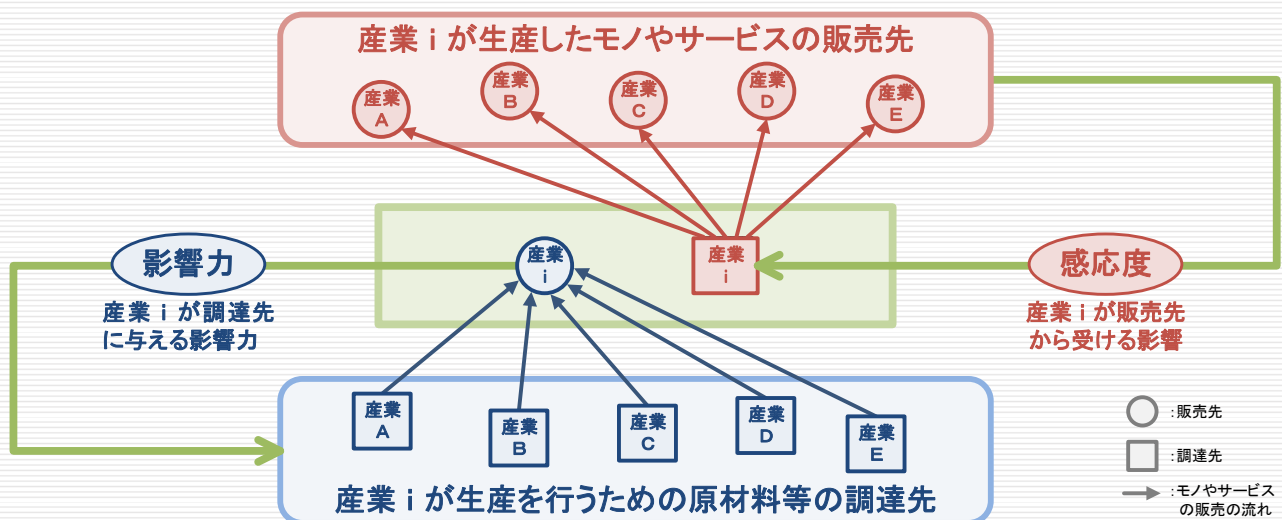 産業ｉが生産したモノやサービスの販売先
産業
A
産業
B
産業
C
産業
D
産業
E
影響力
産業ｉが調達先
に与える影響力
産業
i
産業
i
感応度
産業ｉが販売先
から受ける影響
産業
A
産業
B
産業
C
産業
D
産業
E
産業ｉが生産を行うための原材料等の調達先
:販売先
:調達先
:モノやサービス
の販売の流れ